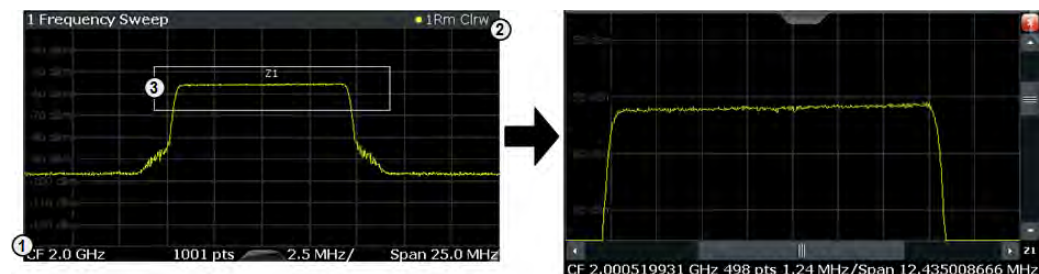 1 Frequency Sweep
1Rm Clrw
2
Z1
3
1
CF 2.0 GHz 1001 pts 2.5 MHz/ Span 25.0 MHz
Z1
CF 2.000519931 GHz 498 pts 1.24 MHz/Span 12.435008666 MHz